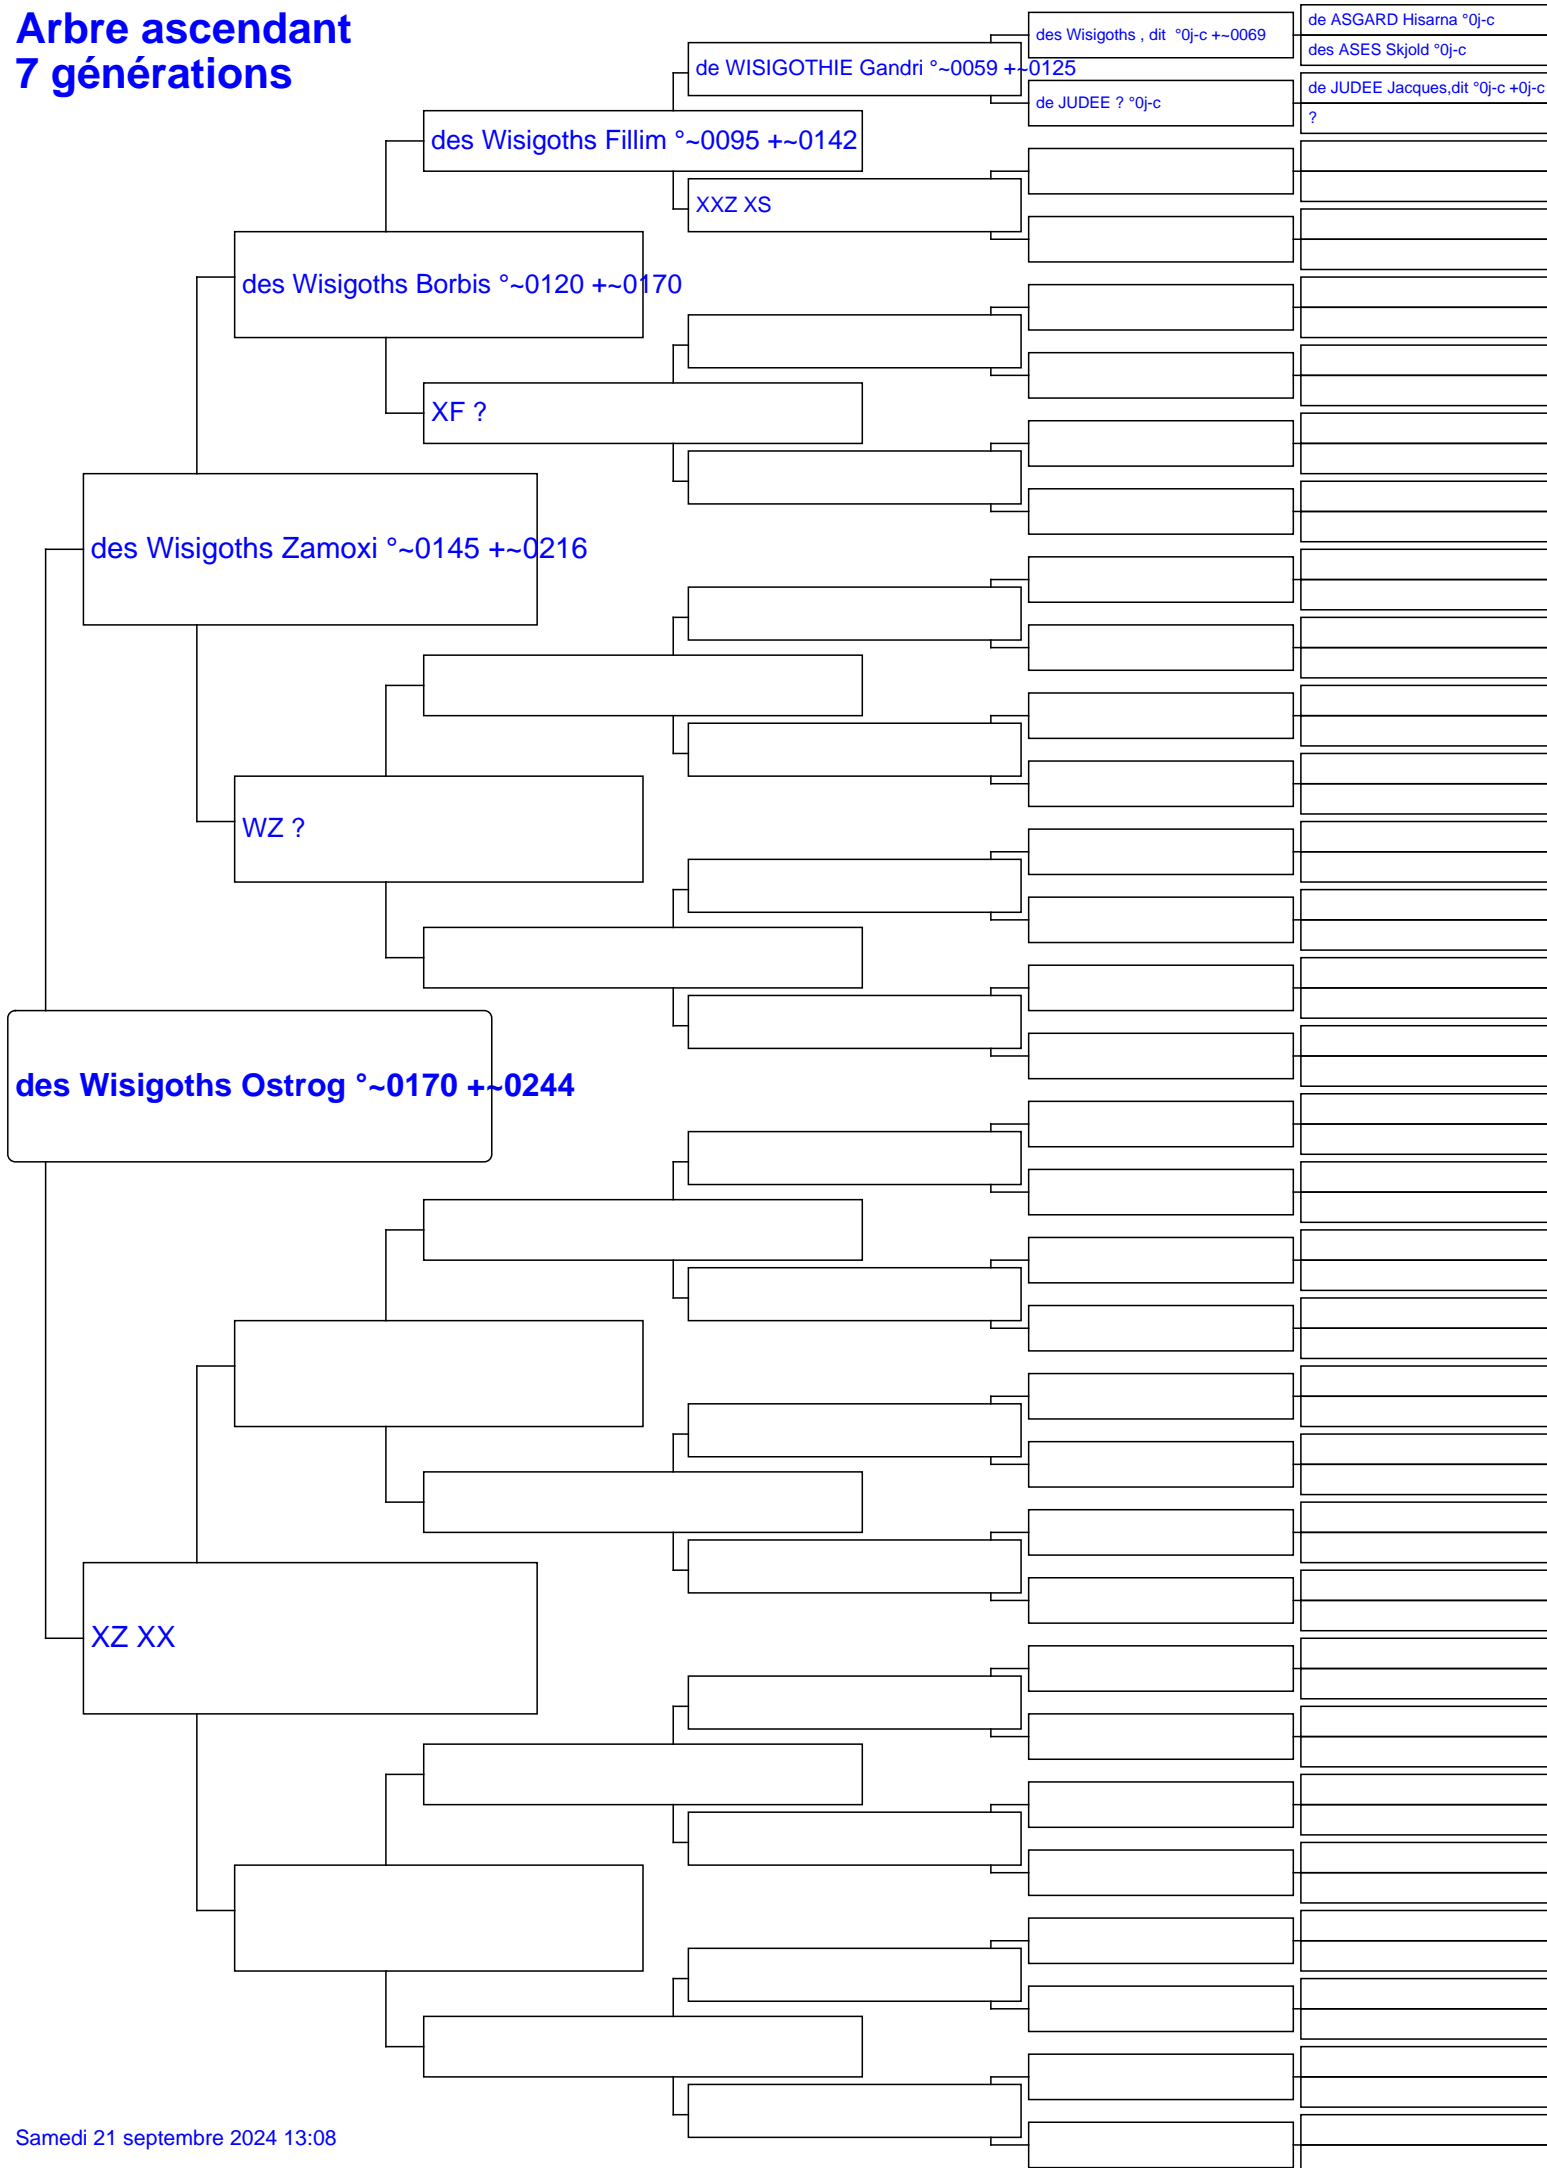 Arbre ascendant
7 générations
des Wisigoths , dit  °0j-c +~0069
de ASGARD Hisarna °0j-c
des ASES Skjold °0j-c
de WISIGOTHIE Gandri °~0059 +~0125
de JUDEE ? °0j-c
de JUDEE Jacques,dit °0j-c +0j-c
?
des Wisigoths Fillim °~0095 +~0142
XXZ XS
des Wisigoths Borbis °~0120 +~0170
XF ?
des Wisigoths Zamoxi °~0145 +~0216
WZ ?
des Wisigoths Ostrog °~0170 +~0244
XZ XX
Samedi 21 septembre 2024 13:08